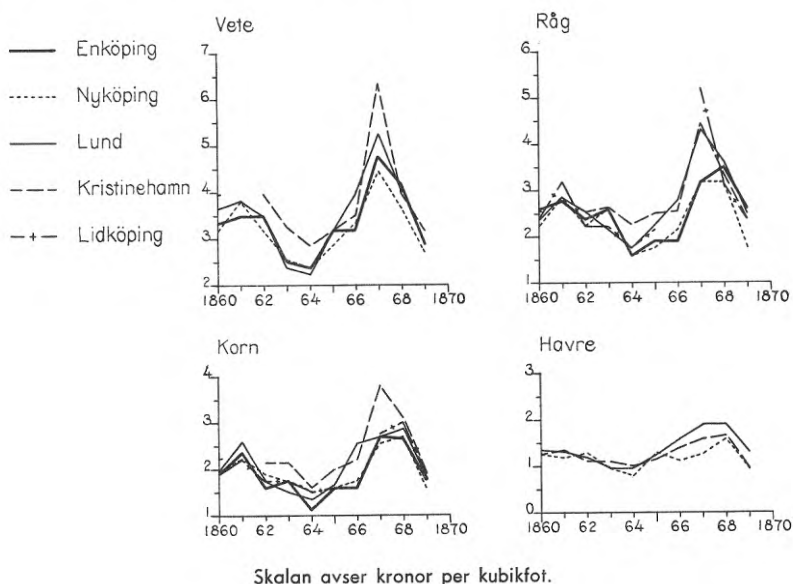 Enköping
Nyköping
Lund
Kristinehamn
Lidköping
Vete
7
6
5
4
3
2
1860 62 64 66 68 1870
Råg
6
5
4
3
2
1
1860 62 64 66 68 1870
Korn
4
3
2
1
1860 62 64 66 68 1870
Havre
3
2
1
0
1860 62 64 66 68 1870
Skalan avser kronor per kubikfot.